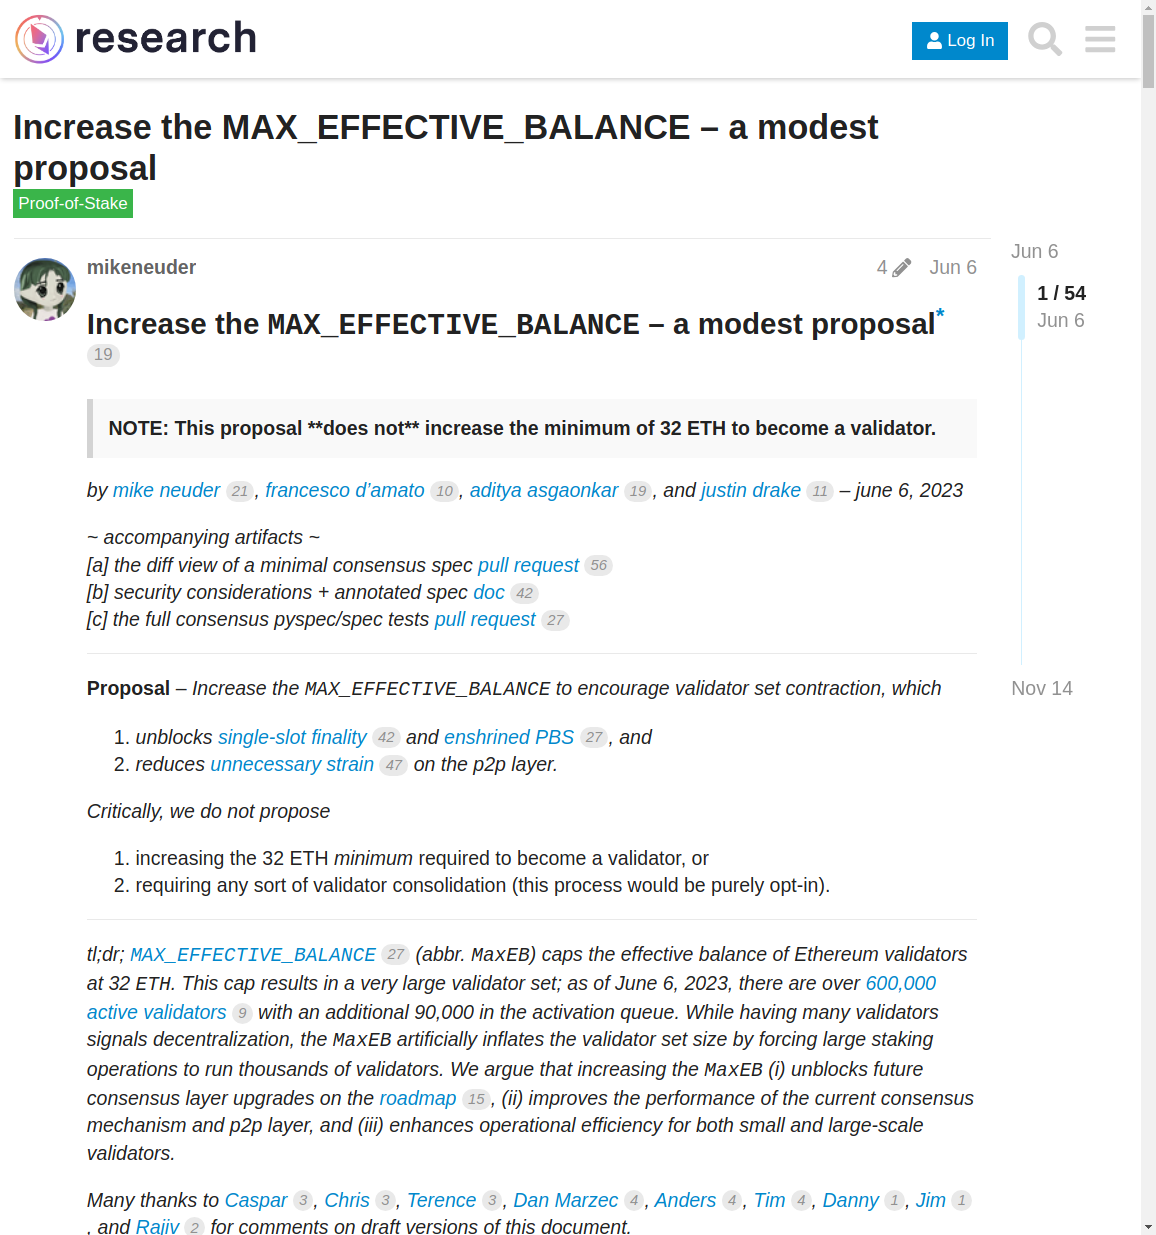 research
Log In
Increase the MAX_EFFECTIVE_BALANCE – a modest
proposal
Proof-of-Stake
mikeneuder 4 Jun 6
Increase the MAX_EFFECTIVE_BALANCE – a modest proposal*
19
NOTE: This proposal **does not** increase the minimum of 32 ETH to become a validator.
by mike neuder 21, francesco d’amato 10, aditya asgaonkar 19, and justin drake 11 – june 6, 2023
~ accompanying artifacts ~
[a] the diff view of a minimal consensus spec pull request 56
[b] security considerations + annotated spec doc 42
[c] the full consensus pyspec/spec tests pull request 27
Proposal – Increase the MAX_EFFECTIVE_BALANCE to encourage validator set contraction, which
1. unblocks single-slot finality 42 and enshrined PBS 27, and
2. reduces unnecessary strain 47 on the p2p layer.
Critically, we do not propose
1. increasing the 32 ETH minimum required to become a validator, or
2. requiring any sort of validator consolidation (this process would be purely opt-in).
tl;dr; MAX_EFFECTIVE_BALANCE 27 (abbr. MaxEB) caps the effective balance of Ethereum validators
at 32 ETH. This cap results in a very large validator set; as of June 6, 2023, there are over 600,000
active validators 9 with an additional 90,000 in the activation queue. While having many validators
signals decentralization, the MaxEB artificially inflates the validator set size by forcing large staking
operations to run thousands of validators. We argue that increasing the MaxEB (i) unblocks future
consensus layer upgrades on the roadmap 15, (ii) improves the performance of the current consensus
mechanism and p2p layer, and (iii) enhances operational efficiency for both small and large-scale
validators.
Many thanks to Caspar 3, Chris 3, Terence 3, Dan Marzec 4, Anders 4, Tim 4, Danny 1, Jim 1
, and Rajiv 2 for comments on draft versions of this document.
Jun 6
1 / 54
Jun 6
Nov 14